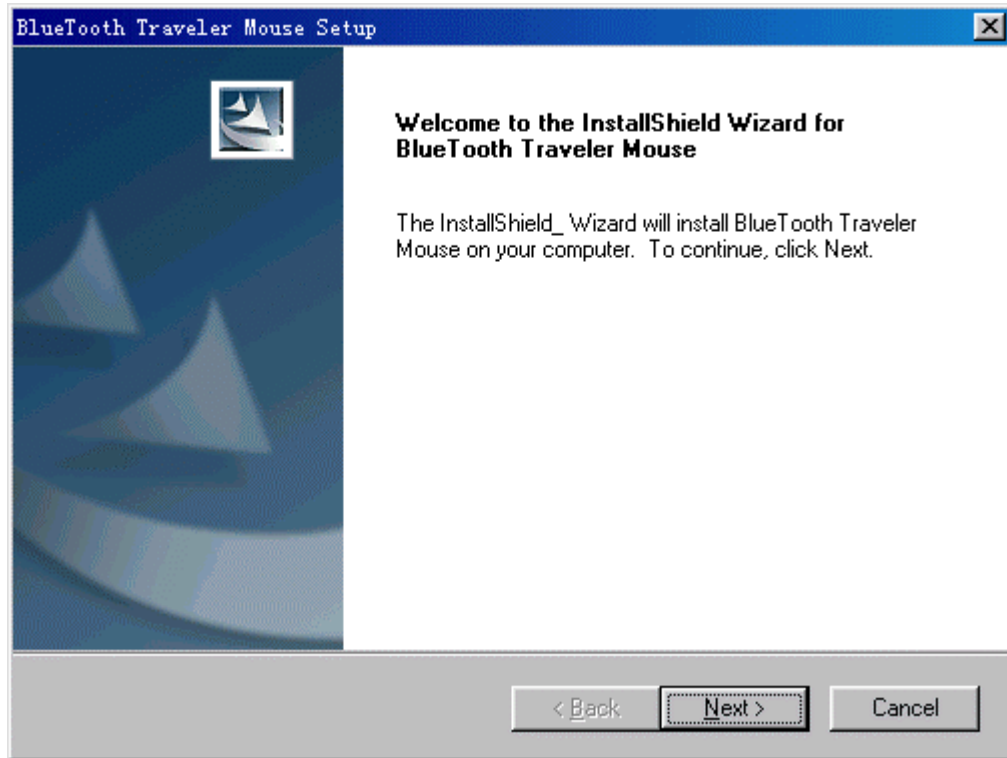 BlueTooth Traveler Mouse Setup
Welcome to the InstallShield Wizard for
BlueTooth Traveler Mouse
The InstallShield_ Wizard will install BlueTooth Traveler
Mouse on your computer.  To continue, click Next.
< Back
Next >
Cancel